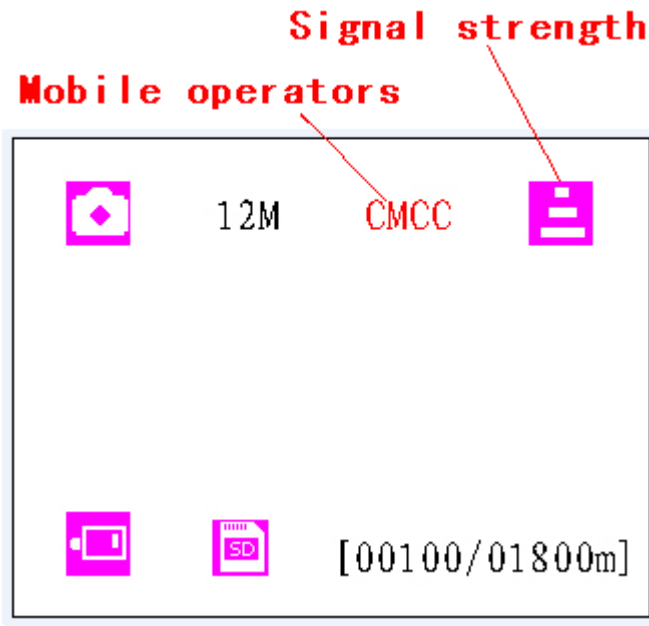 Signal strength
Mobile operators
12M CMCC
SD [00100/01800m]